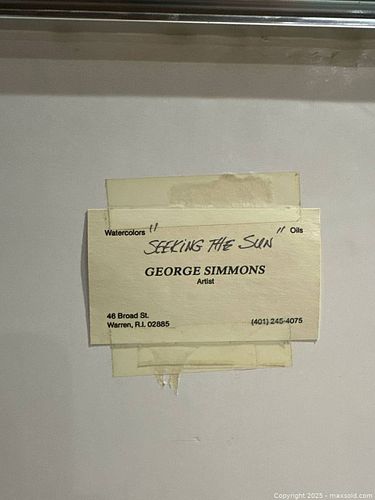 Watercolors " SEEKING THE SUN " Oils
GEORGE SIMMONS
Artist
46 Broad St.
Warren, R.I. 02885 (401) 245-4075
Copyright 2025 - maxsold.com